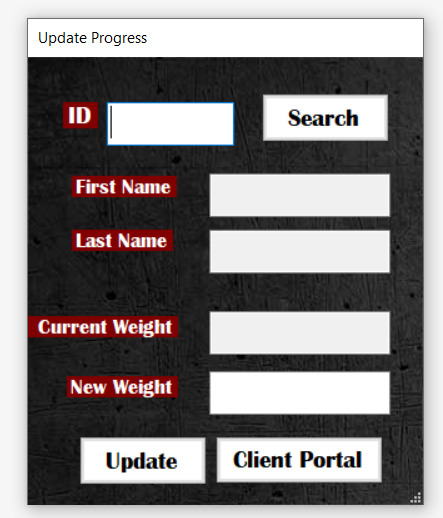 Update Progress
ID
Search
First Name
Last Name
Current Weight
New Weight
Update
Client Portal